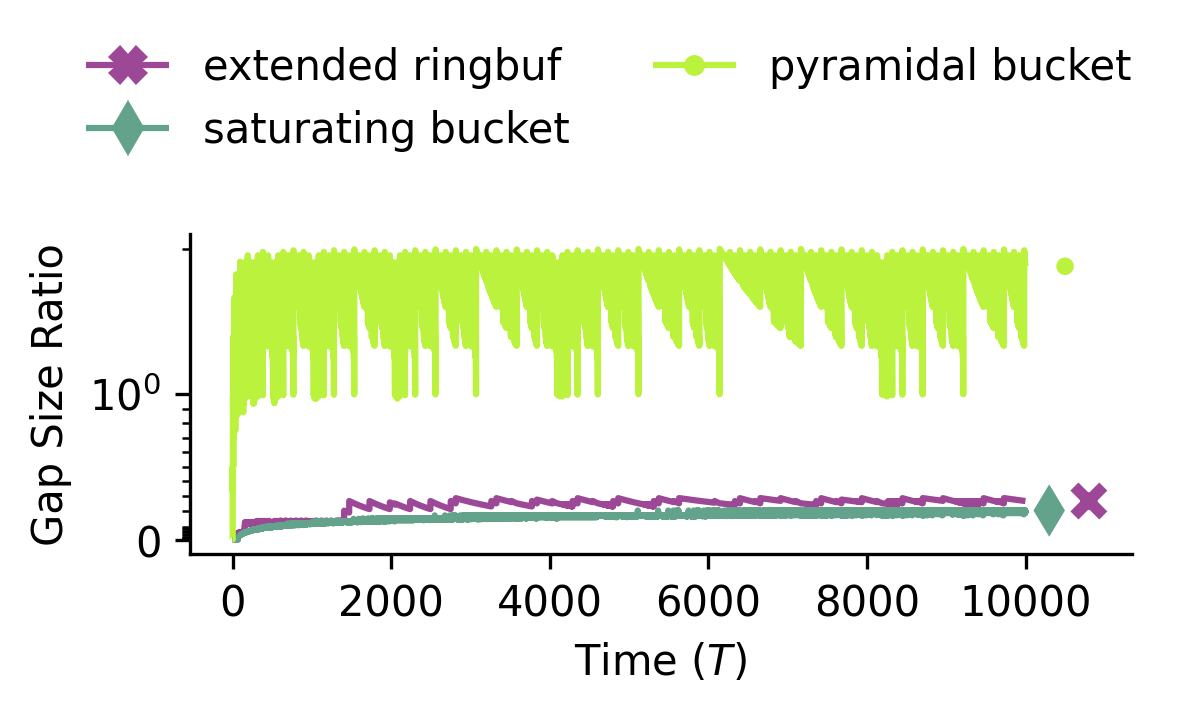 extended ringbuf
saturating bucket
pyramidal bucket
Gap Size Ratio
10⁰
0
0 2000 4000 6000 8000 10000
Time (T)